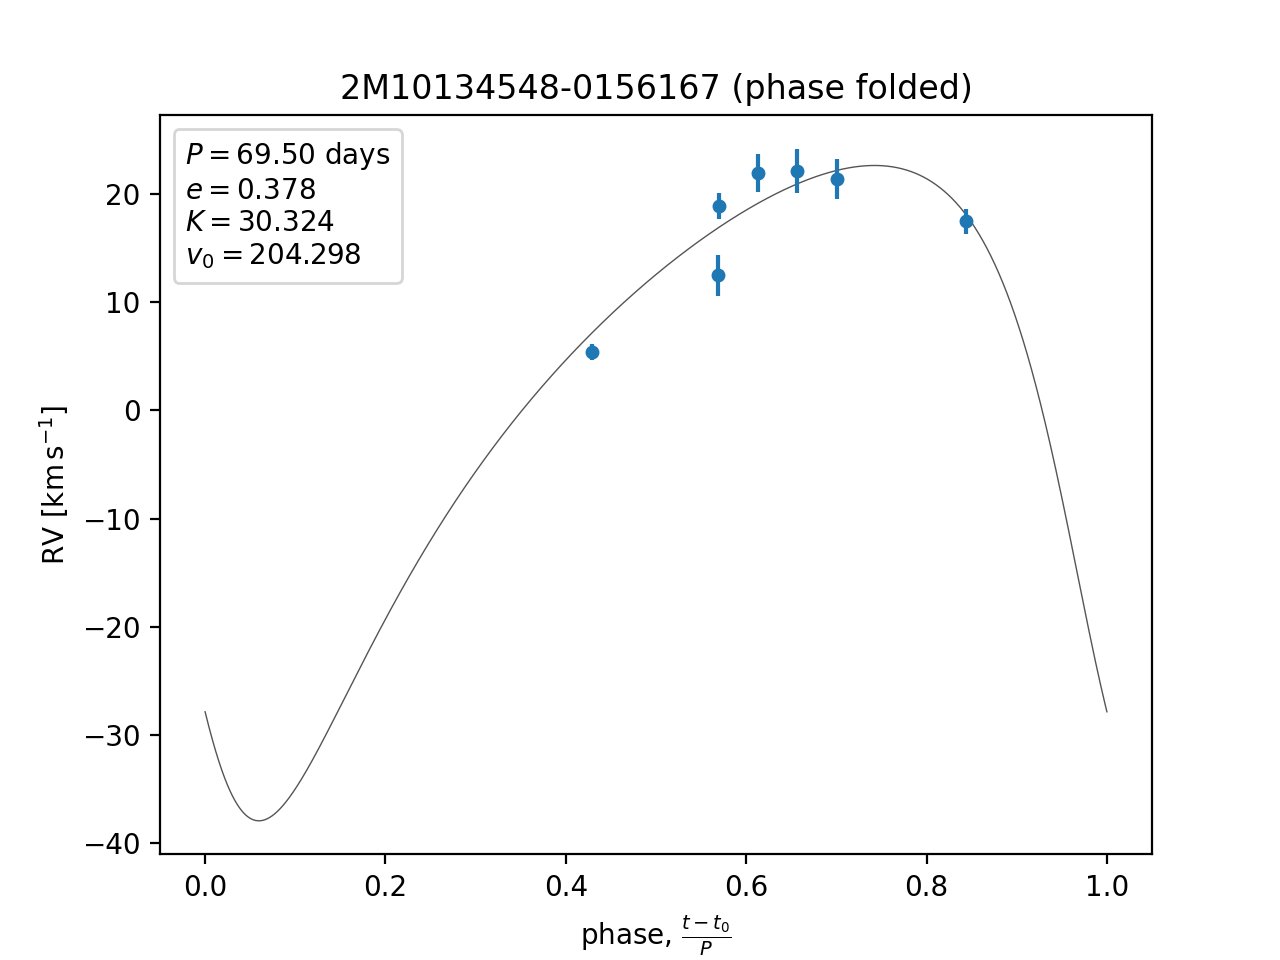 2M10134548-0156167 (phase folded)
P = 69.50 days
e = 0.378
K = 30.324
v₀ = 204.298
20
10
0
−10
−20
−30
−40
RV [km s⁻¹]
0.0 0.2 0.4 0.6 0.8 1.0
phase, (t − t₀)/P